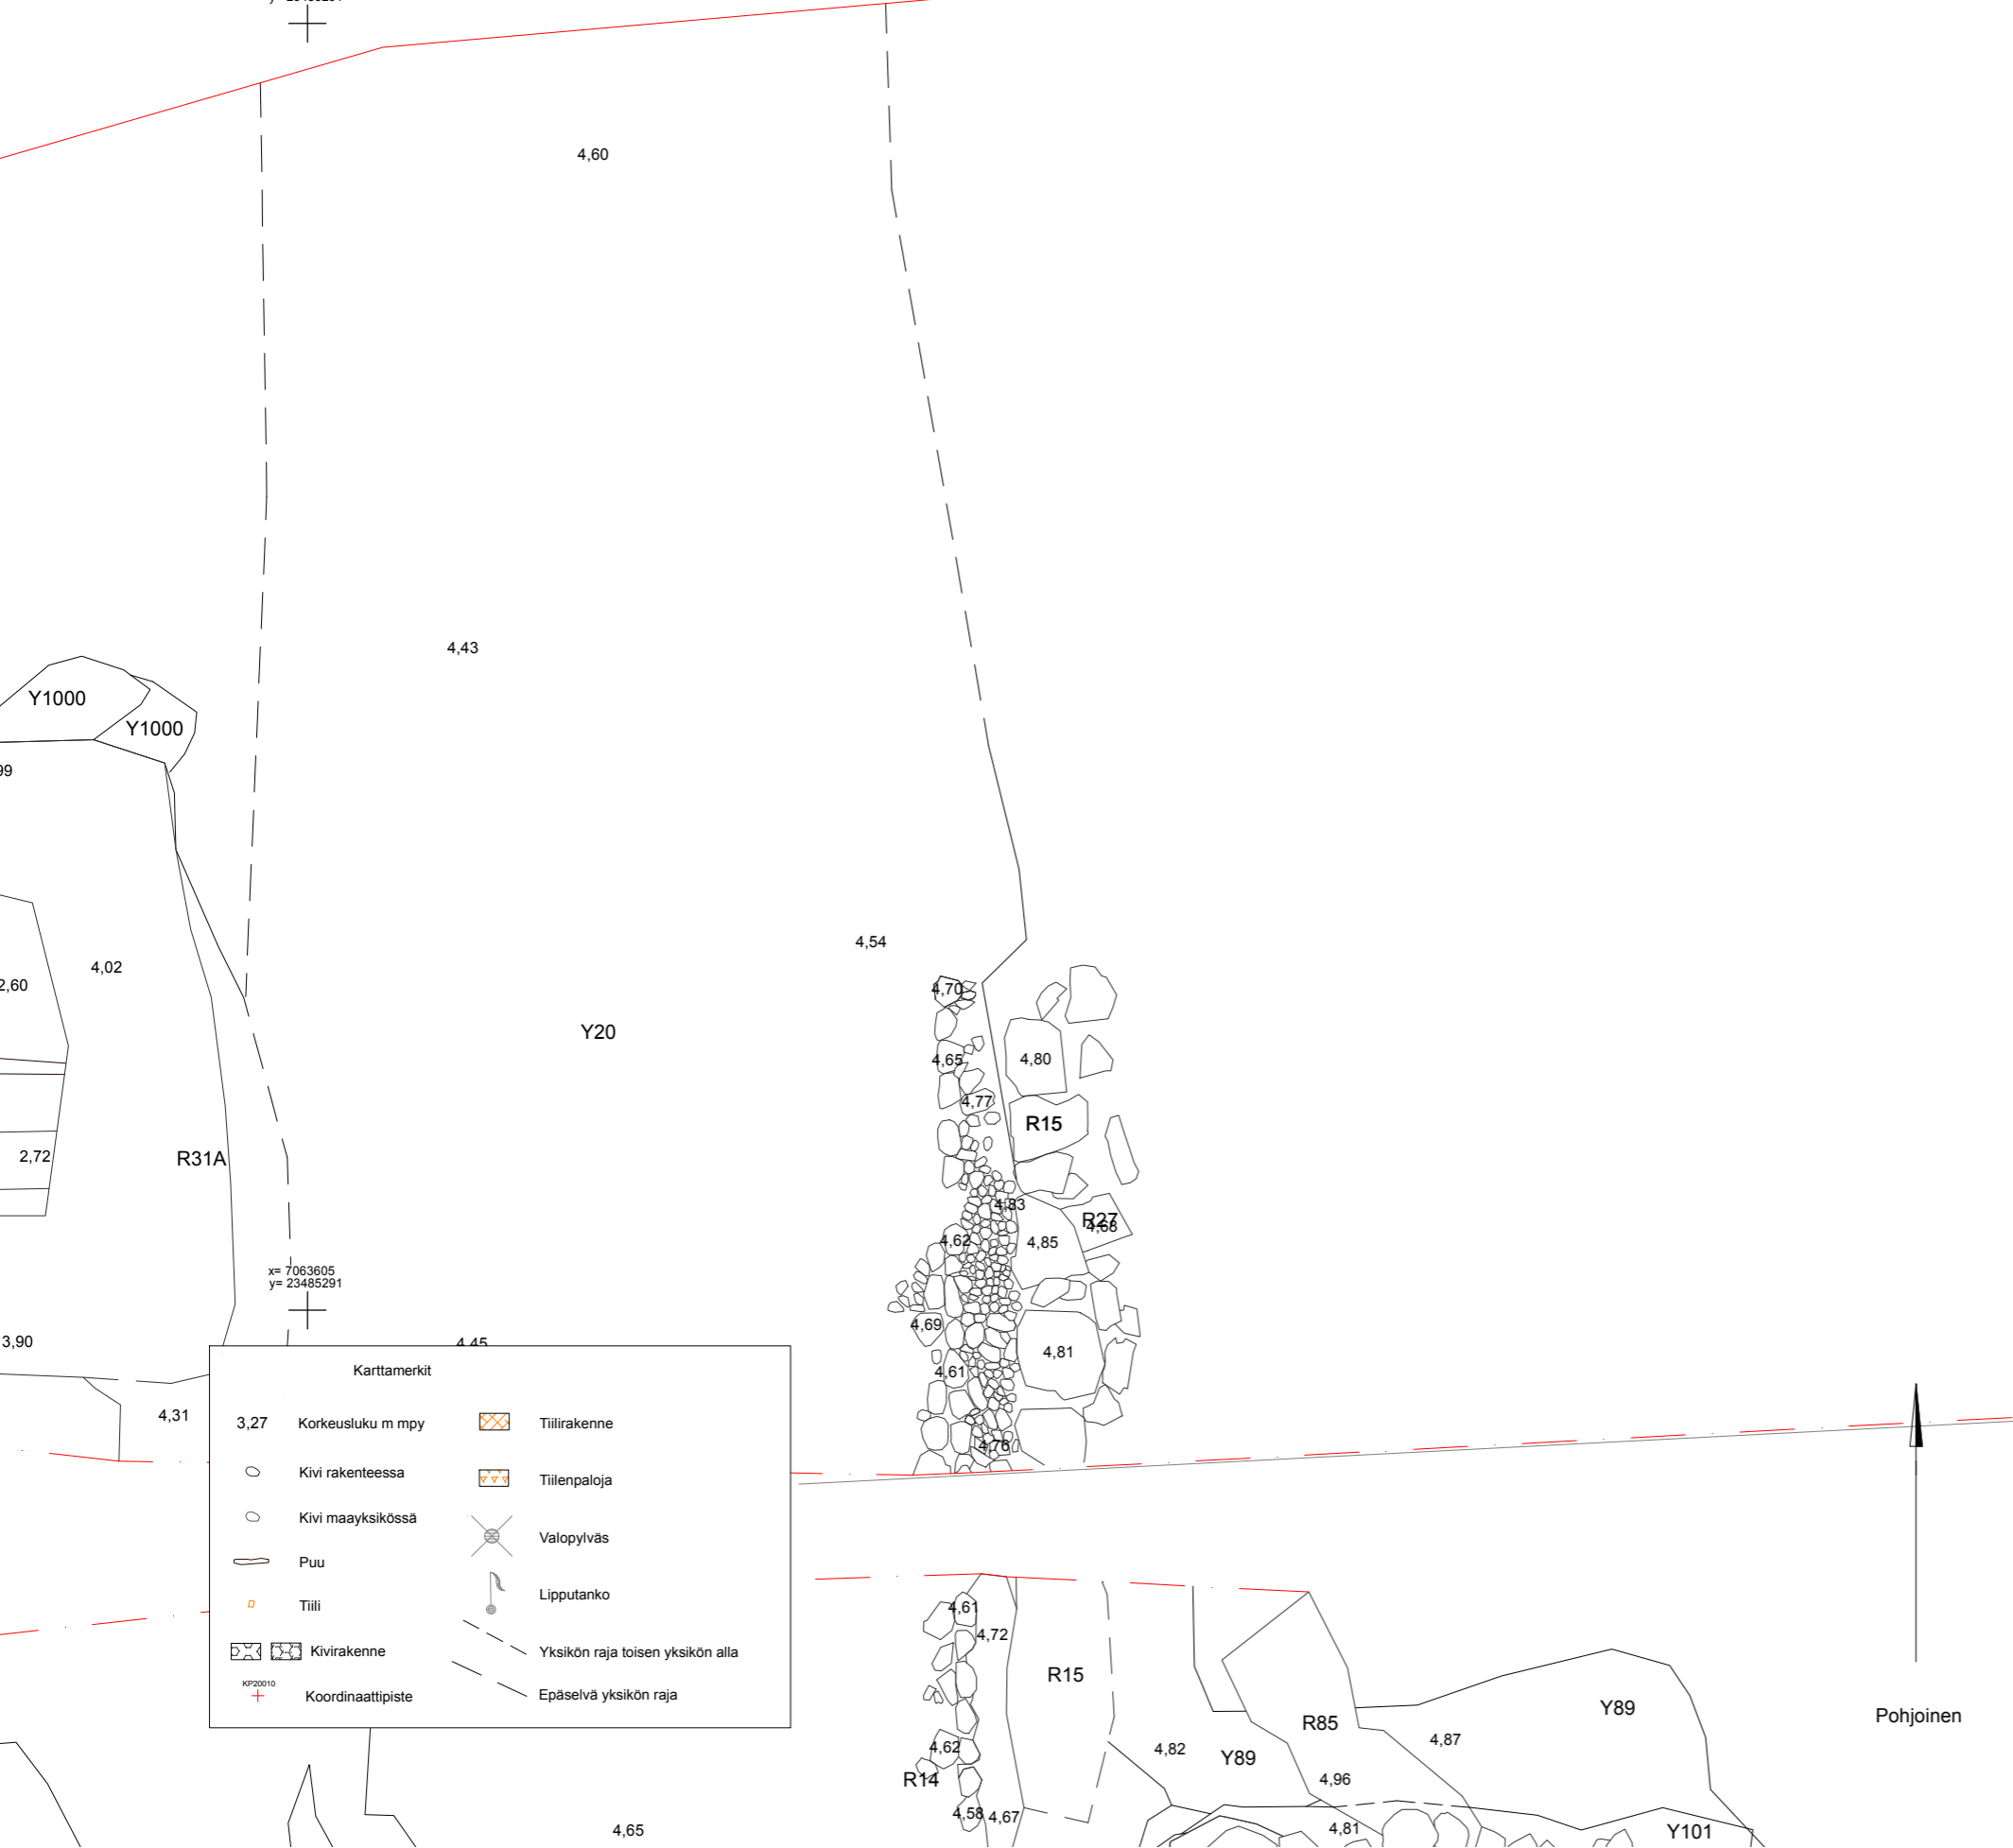 4,60
4,43
Y1000
Y1000
99
4,54
4,02
2,60
4,70
Y20
4,65
4,80
4,77
R15
2,72
R31A
4,83
R27
4,68
4,62
4,85
x= 7063605
y= 23485291
4,69
3,90
4,45
4,81
4,61
Karttamerkit
4,31
3,27 Korkeusluku m mpy
Tiilirakenne
4,76
Kivi rakenteessa
Tiilenpaloja
Kivi maayksikössä
Valopylväs
Puu
Lipputanko
Tiili
4,61
4,72
Kivirakenne
Yksikön raja toisen yksikön alla
R15
KP20010
Koordinaattipiste
Epäselvä yksikön raja
Y89
Pohjoinen
R85
4,87
4,82
Y89
4,62
R14
4,96
4,58
4,67
4,65
4,81
Y101